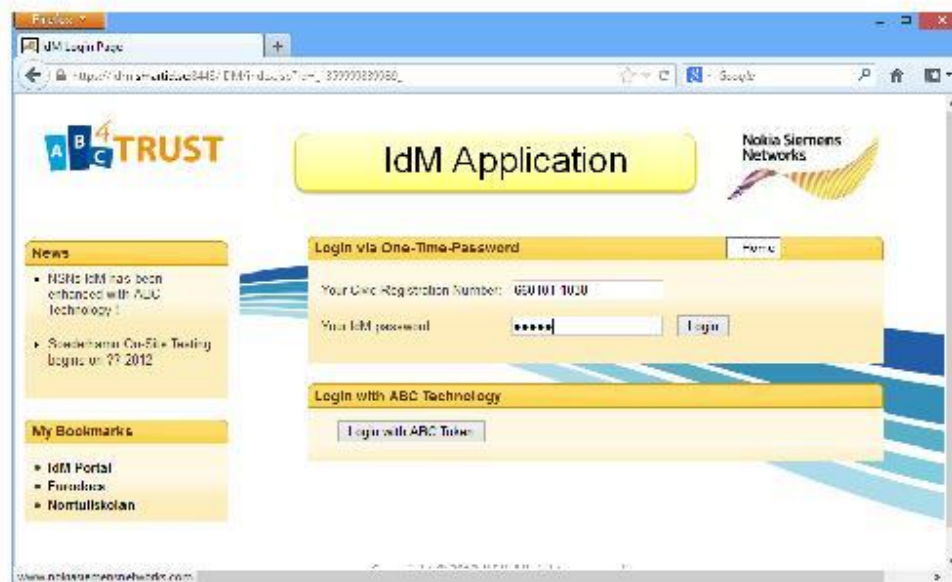 Firefox
IdM Login Page
Google
ABC4TRUST
IdM Application
Nokia Siemens
Networks
News
• NSNs IdM has been
enhanced with ABC
Technology !
• Soederhamn On-Site Testing
begins on ?? 2012
My Bookmarks
• IdM Portal
• Eurodocs
• Norrtullskolan
Login via One-Time-Password
Home
Your Civic Registration Number:
Your IdM password
Login
Login with ABC Technology
Login with ABC Token
www.nokiasiemensnetworks.com